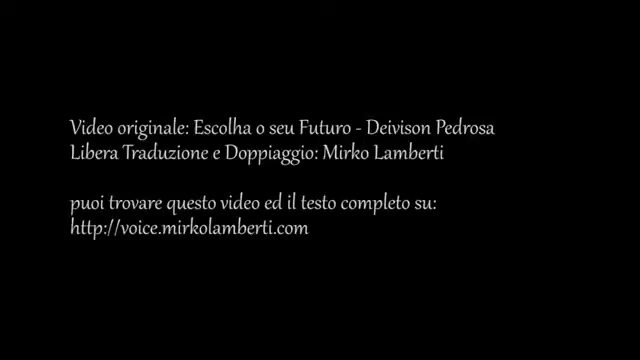 Video originale: Escolha o seu Futuro - Deivison Pedrosa
Libera Traduzione e Doppiaggio: Mirko Lamberti
puoi trovare questo video ed il testo completo su:
http://voice.mirkolamberti.com